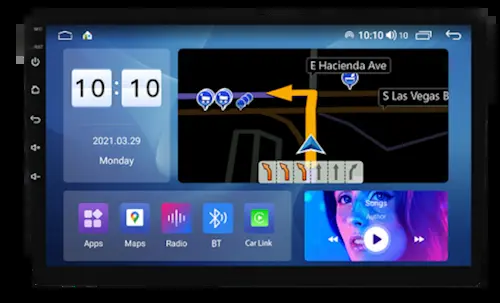 10:10
10
E Hacienda Ave
S Las Vegas B
10:10
2021.03.29
Monday
Apps
Maps
Radio
BT
Car Link
Songs
Author